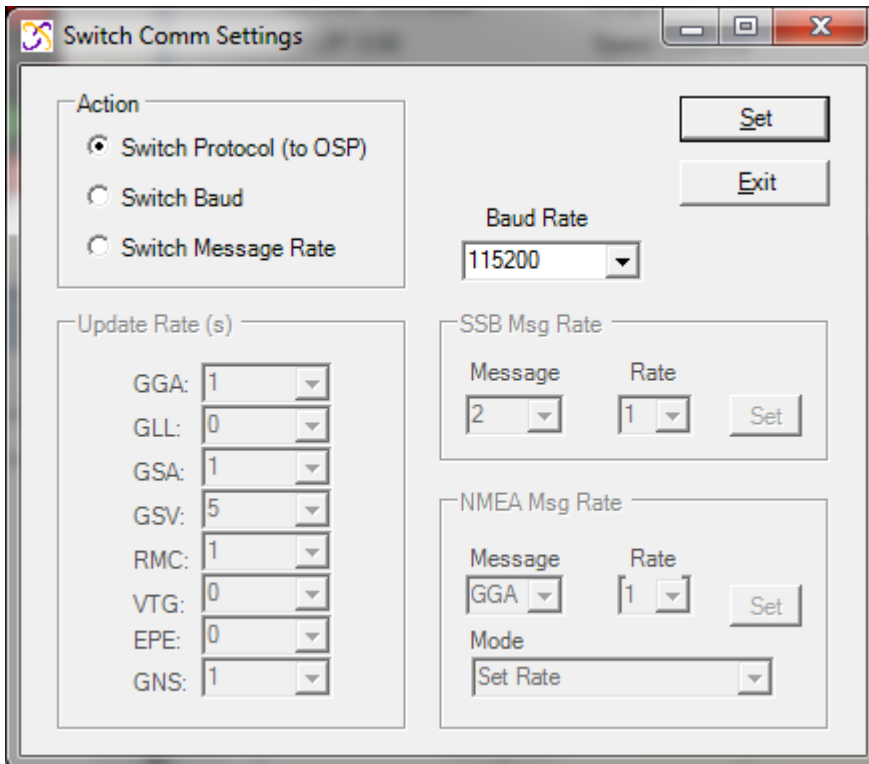 Switch Comm Settings
Action
Switch Protocol (to OSP)
Switch Baud
Switch Message Rate
Set
Exit
Baud Rate
115200
Update Rate (s)
GGA: 1
GLL: 0
GSA: 1
GSV: 5
RMC: 1
VTG: 0
EPE: 0
GNS: 1
SSB Msg Rate
Message Rate
2 1 Set
NMEA Msg Rate
Message Rate
GGA 1 Set
Mode
Set Rate